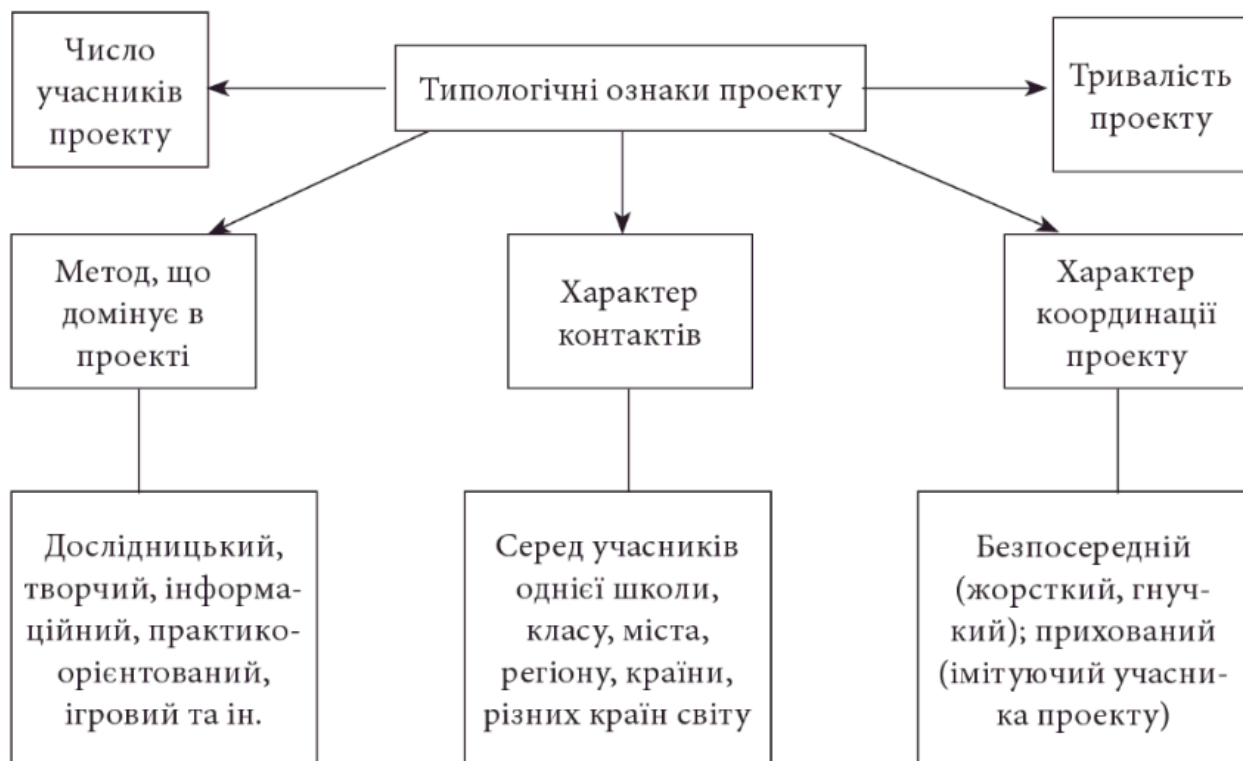 Число
учасників
проекту
Типологічні ознаки проекту
Тривалість
проекту
Метод, що
домінує в
проекті
Характер
контактів
Характер
координації
проекту
Дослідницький,
творчий, інформа-
ційний, практико-
орієнтований,
ігровий та ін.
Серед учасників
однієї школи,
класу, міста,
регіону, країни,
різних країн світу
Безпосередній
(жорсткий, гнуч-
кий); прихований
(імітуючий учасни-
ка проекту)